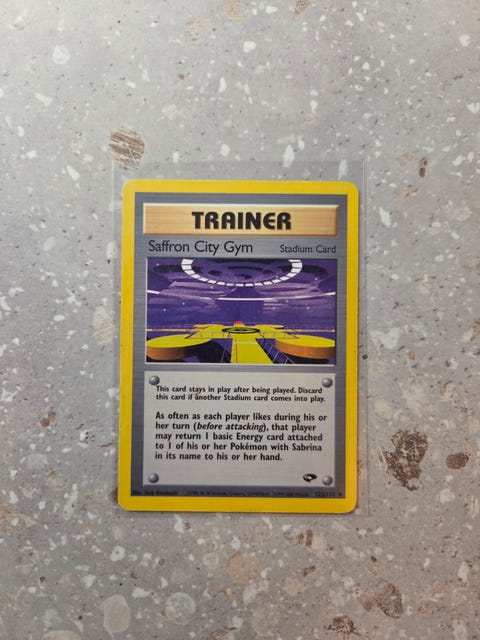 TRAINER
Saffron City Gym Stadium Card
This card stays in play after being played. Discard
this card if another Stadium card comes into play.
As often as each player likes during his or
her turn (before attacking), that player
may return 1 basic Energy card attached
to 1 of his or her Pokémon with Sabrina
in its name to his or her hand.
122/132